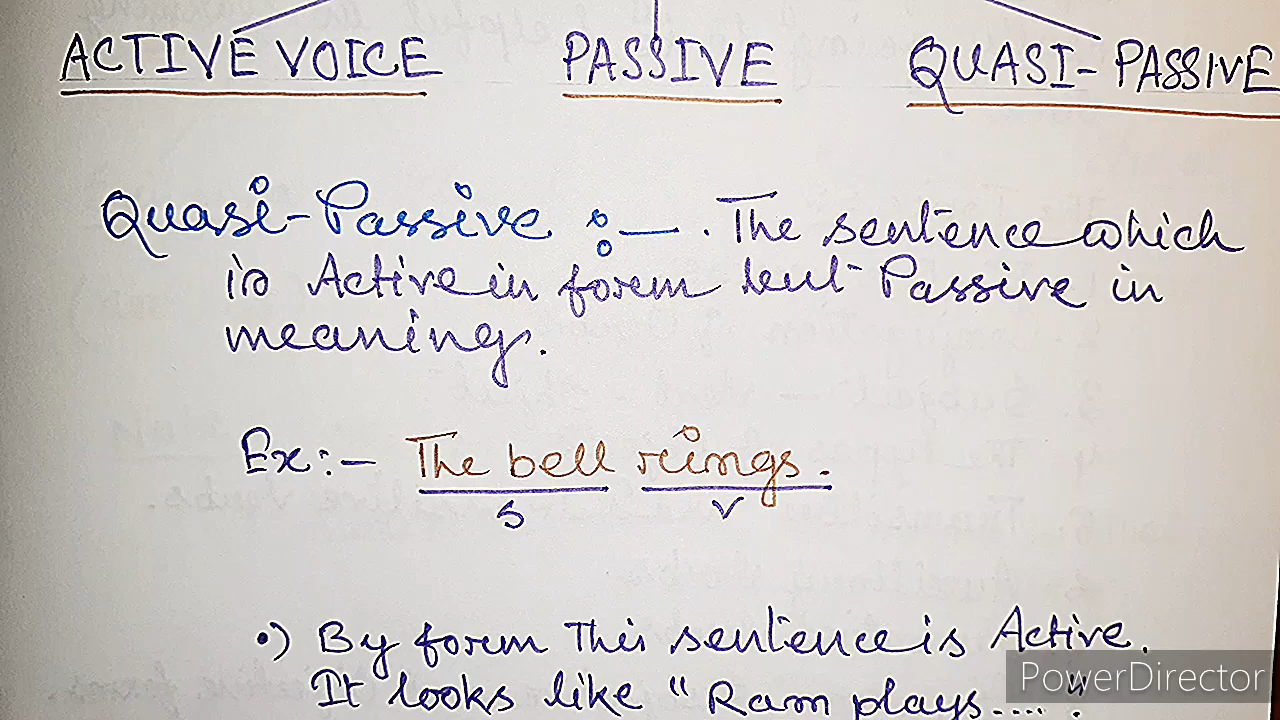 ACTIVE VOICE PASSIVE QUASI-PASSIVE
Quasi-Passive :— . The sentence which
is Active in form but Passive in
meaning.
Ex:- The bell rings.
S V
•) By form This sentence is Active.
It looks like "Ram plays...."
PowerDirector